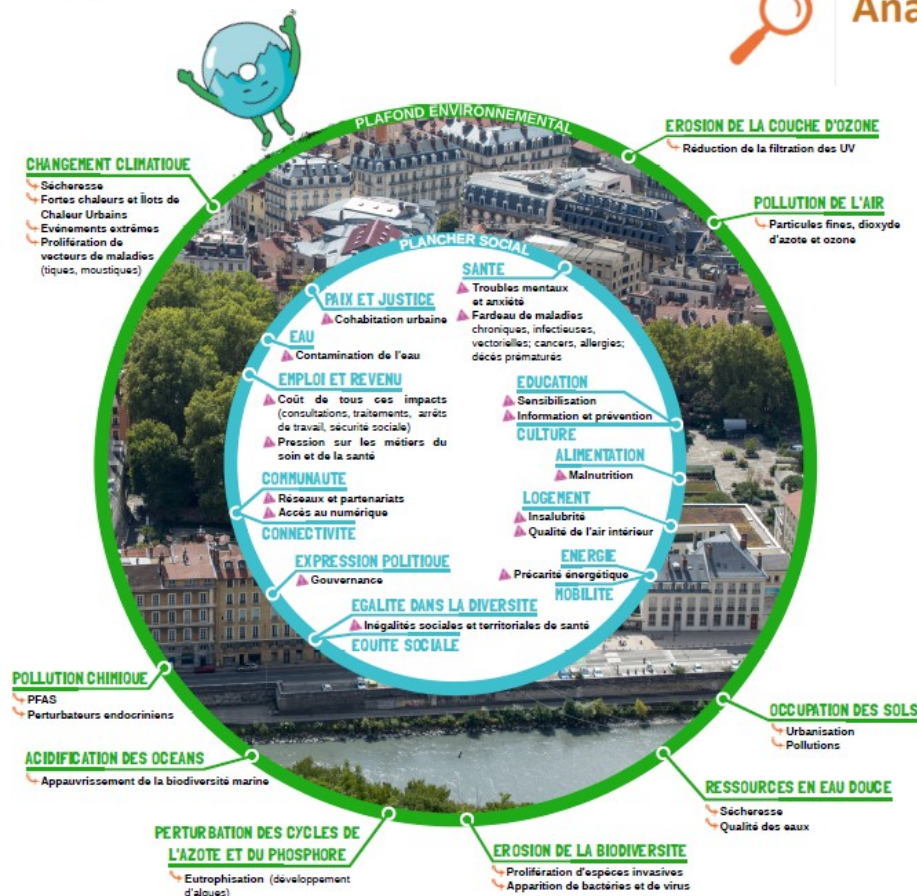 Ana
PLAFOND ENVIRONNEMENTAL
EROSION DE LA COUCHE D'OZONE
Réduction de la filtration des UV
CHANGEMENT CLIMATIQUE
Sécheresse
Fortes chaleurs et Îlots de
Chaleur Urbains
Evénements extrêmes
Prolifération de
vecteurs de maladies
(tiques, moustiques)
POLLUTION DE L'AIR
Particules fines, dioxyde
d'azote et ozone
PLANCHER SOCIAL
SANTE
Troubles mentaux
et anxiété
Fardeau de maladies
chroniques, infectieuses,
vectorielles; cancers, allergies;
décès prématurés
PAIX ET JUSTICE
Cohabitation urbaine
EAU
Contamination de l'eau
EMPLOI ET REVENU
Coût de tous ces impacts
(consultations, traitements, arrêts
de travail, sécurité sociale)
Pression sur les métiers du
soin et de la santé
EDUCATION
Sensibilisation
Information et prévention
CULTURE
ALIMENTATION
Malnutrition
COMMUNAUTE
Réseaux et partenariats
Accès au numérique
CONNECTIVITE
LOGEMENT
Insalubrité
Qualité de l'air intérieur
EXPRESSION POLITIQUE
Gouvernance
ENERGIE
Précarité énergétique
MOBILITE
EGALITE DANS LA DIVERSITE
Inégalités sociales et territoriales de santé
EQUITE SOCIALE
POLLUTION CHIMIQUE
PFAS
Perturbateurs endocriniens
OCCUPATION DES SOLS
Urbanisation
Pollutions
ACIDIFICATION DES OCEANS
Appauvrissement de la biodiversité marine
RESSOURCES EN EAU DOUCE
Sécheresse
Qualité des eaux
PERTURBATION DES CYCLES DE
L'AZOTE ET DU PHOSPHORE
Eutrophisation (développement
d'algues)
EROSION DE LA BIODIVERSITE
Prolifération d'espèces invasives
Apparition de bactéries et de virus